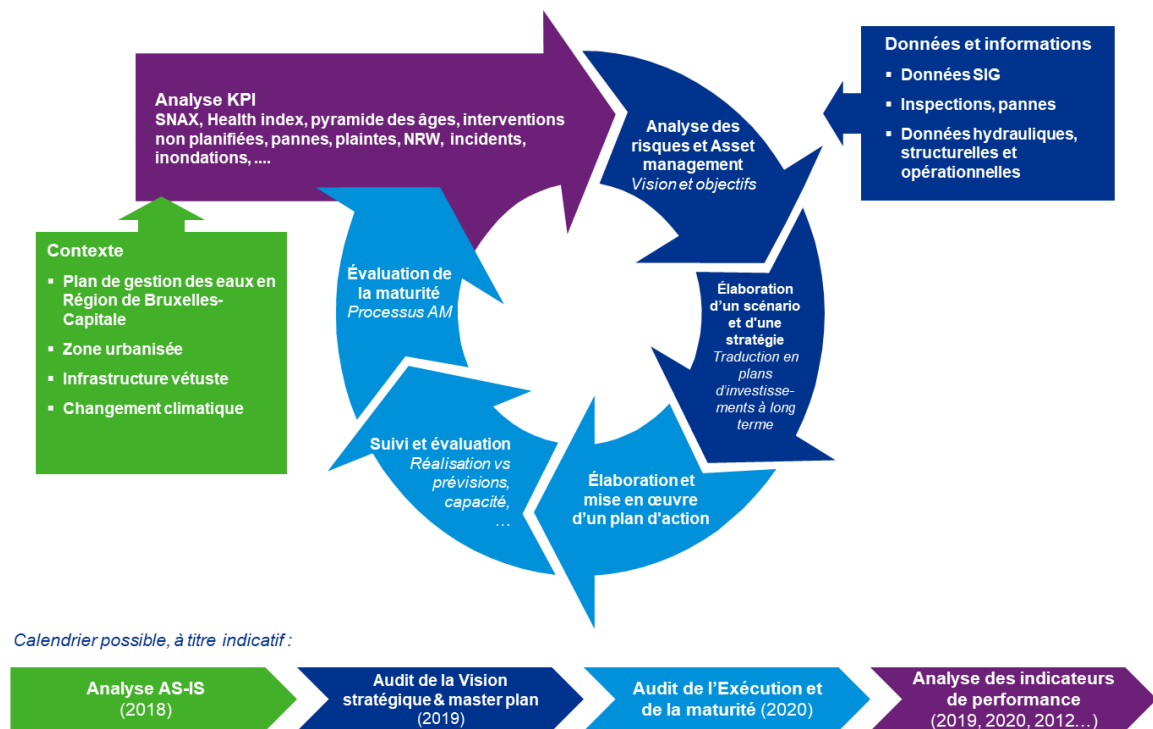 Analyse KPI
SNAX, Health index, pyramide des âges, interventions
non planifiées, pannes, plaintes, NRW, incidents,
inondations, ....
Analyse des
risques et Asset
management
Vision et objectifs
Données et informations
▪ Données SIG
▪ Inspections, pannes
▪ Données hydrauliques,
structurelles et
opérationnelles
Contexte
▪ Plan de gestion des eaux en
Région de Bruxelles-
Capitale
▪ Zone urbanisée
▪ Infrastructure vétuste
▪ Changement climatique
Évaluation de
la maturité
Processus AM
Élaboration
d’un scénario
et d'une
stratégie
Traduction en
plans
d’investisse-
ments à long
terme
Suivi et évaluation
Réalisation vs
prévisions,
capacité,
…
Élaboration et
mise en œuvre
d’un plan d'action
Calendrier possible, à titre indicatif :
Analyse AS-IS
(2018)
Audit de la Vision
stratégique & master plan
(2019)
Audit de l’Exécution et
de la maturité (2020)
Analyse des indicateurs
de performance
(2019, 2020, 2012…)